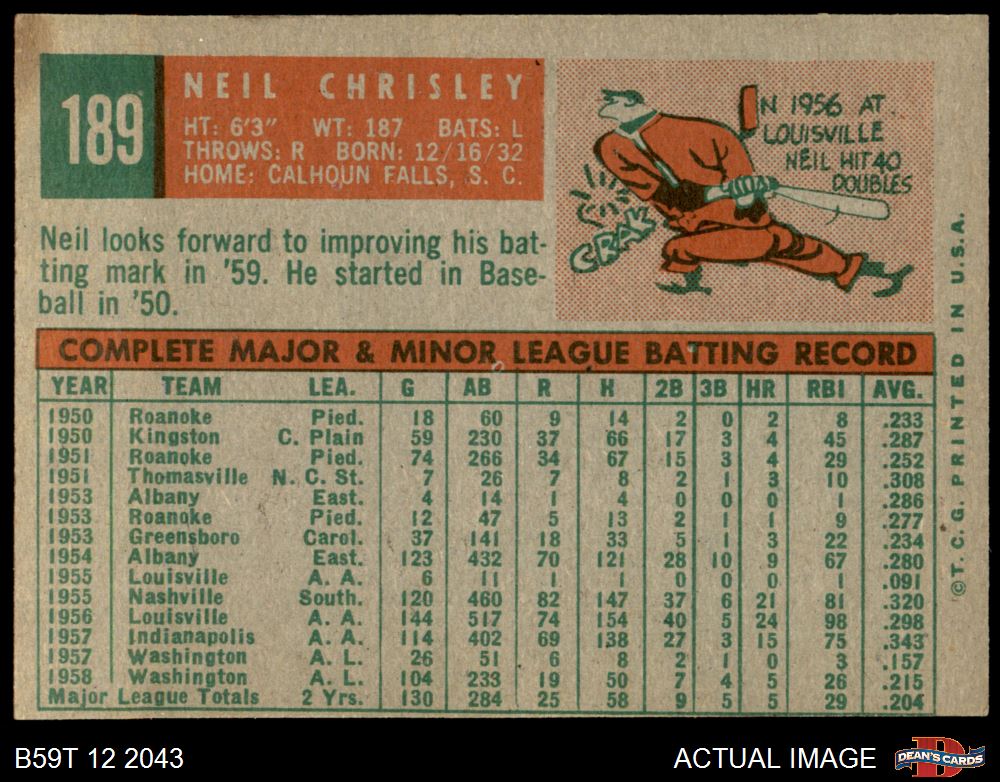 189
NEIL CHRISLEY
HT: 6'3" WT: 187 BATS: L
THROWS: R BORN: 12/16/32
HOME: CALHOUN FALLS, S. C.
IN 1956 AT
LOUISVILLE
NEIL HIT 40
DOUBLES
CRAK
Neil looks forward to improving his bat-
ting mark in '59. He started in Base-
ball in '50.
COMPLETE MAJOR & MINOR LEAGUE BATTING RECORD
YEAR TEAM LEA. G AB R H 2B 3B HR RBI AVG.
1950 Roanoke Pied. 18 60 9 14 2 0 2 8 .233
1950 Kingston C. Plain 59 230 37 66 17 3 4 45 .287
1951 Roanoke Pied. 74 266 34 67 15 3 4 29 .252
1951 Thomasville N. C. St. 7 26 7 8 2 1 3 10 .308
1953 Albany East. 4 14 1 4 0 0 0 1 .286
1953 Roanoke Pied. 12 47 5 13 2 1 1 9 .277
1953 Greensboro Carol. 37 141 18 33 5 1 3 22 .234
1954 Albany East. 123 432 70 121 28 10 9 67 .280
1955 Louisville A. A. 6 11 1 1 0 0 0 1 .091
1955 Nashville South. 120 460 82 147 37 6 21 81 .320
1956 Louisville A. A. 144 517 74 154 40 5 24 98 .298
1957 Indianapolis A. A. 114 402 69 138 27 3 15 75 .343
1957 Washington A. L. 26 51 6 8 2 1 0 3 .157
1958 Washington A. L. 104 233 19 50 7 4 5 26 .215
Major League Totals 2 Yrs. 130 284 25 58 9 5 5 29 .204
©T. C. G. PRINTED IN U.S.A.
B59T 12 2043
ACTUAL IMAGE
DEAN'S CARDS